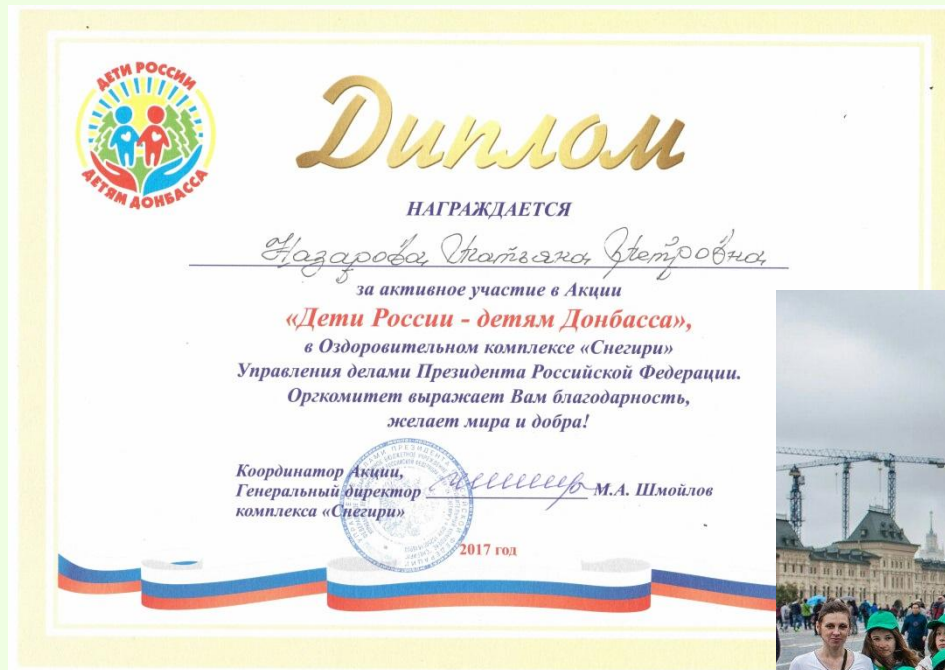 ДЕТИ РОССИИ
ДЕТЯМ ДОНБАССА
Диплом
НАГРАЖДАЕТСЯ
Назарова Татьяна Петровна
за активное участие в Акции
«Дети России - детям Донбасса»,
в Оздоровительном комплексе «Снегири»
Управления делами Президента Российской Федерации.
Оргкомитет выражает Вам благодарность,
желает мира и добра!
Координатор Акции,
Генеральный директор М.А. Шмойлов
комплекса «Снегири»
2017 год